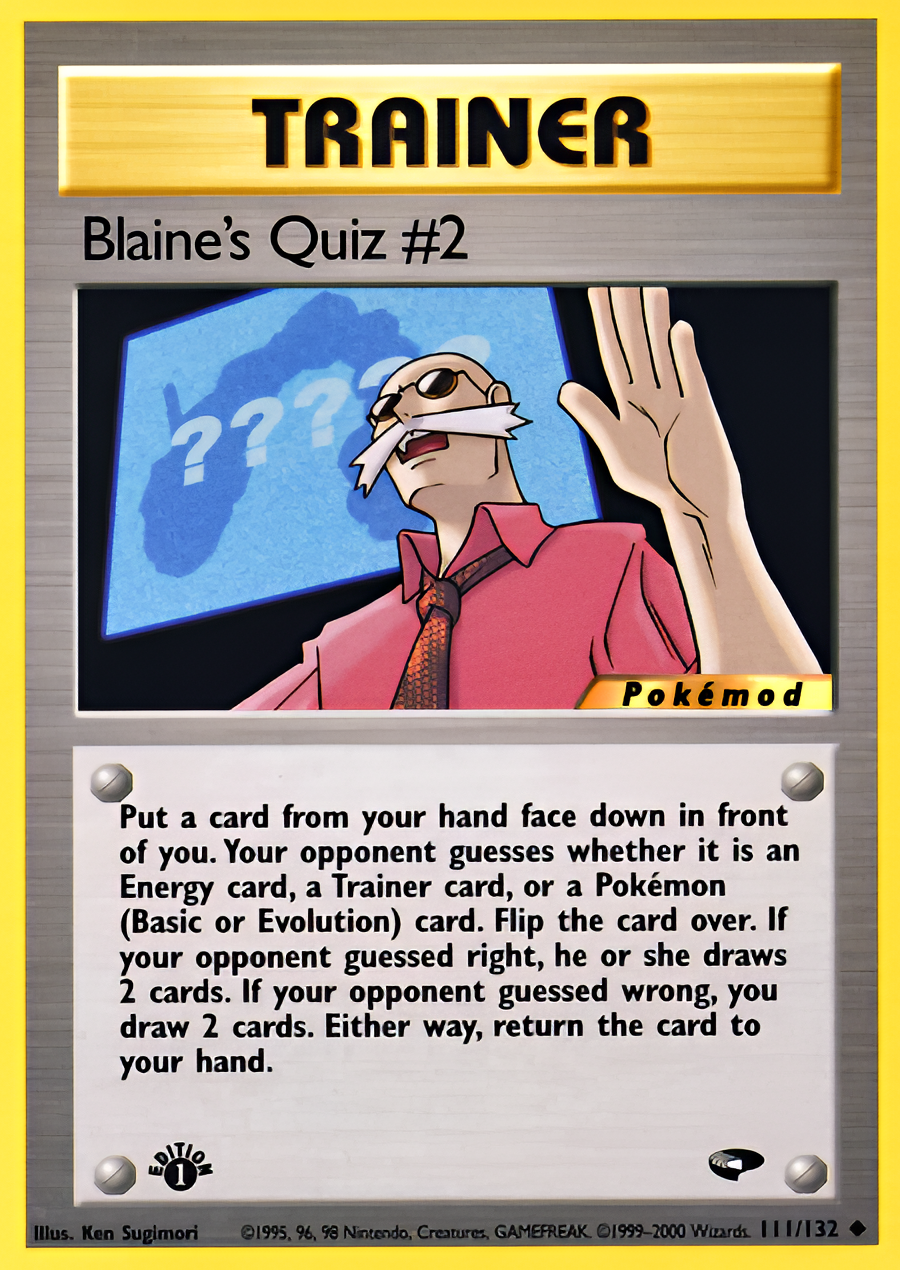 TRAINER
Blaine's Quiz #2
?????
Pokémod
Put a card from your hand face down in front
of you. Your opponent guesses whether it is an
Energy card, a Trainer card, or a Pokémon
(Basic or Evolution) card. Flip the card over. If
your opponent guessed right, he or she draws
2 cards. If your opponent guessed wrong, you
draw 2 cards. Either way, return the card to
your hand.
EDITION
1
Illus. Ken Sugimori ©1995, 96, 98 Nintendo, Creatures, GAMEFREAK. ©1999–2000 Wizards. 111/132